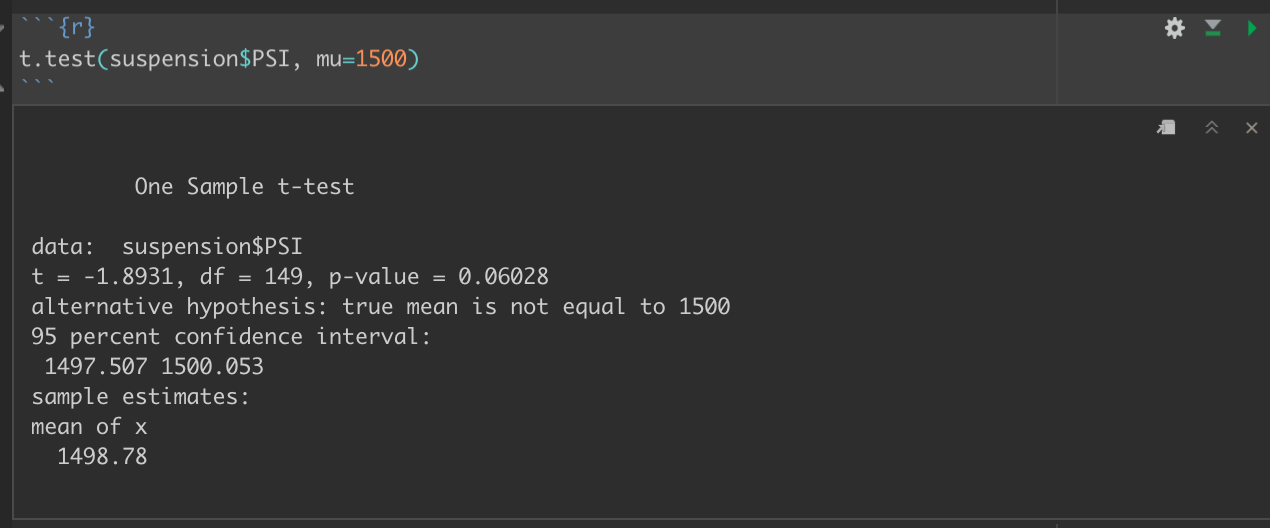 ```{r}
t.test(suspension$PSI, mu=1500)
```
One Sample t-test
data:  suspension$PSI
t = -1.8931, df = 149, p-value = 0.06028
alternative hypothesis: true mean is not equal to 1500
95 percent confidence interval:
1497.507 1500.053
sample estimates:
mean of x
1498.78